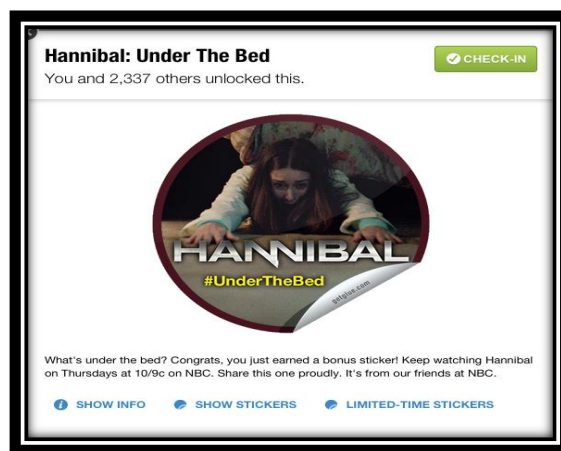 Hannibal: Under The Bed
CHECK-IN
You and 2,337 others unlocked this.
HANNIBAL
#UnderTheBed
getglue.com
What's under the bed? Congrats, you just earned a bonus sticker! Keep watching Hannibal
on Thursdays at 10/9c on NBC. Share this one proudly. It's from our friends at NBC.
SHOW INFO
SHOW STICKERS
LIMITED-TIME STICKERS